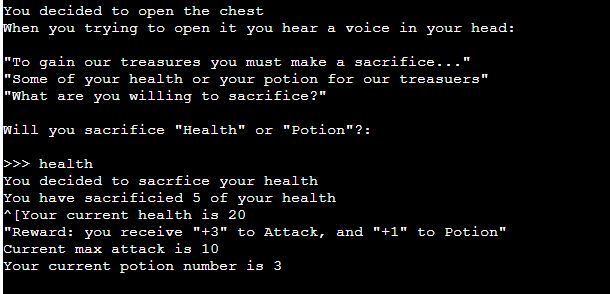 You decided to open the chest
When you trying to open it you hear a voice in your head:
"To gain our treasures you must make a sacrifice..."
"Some of your health or your potion for our treasuers"
"What are you willing to sacrifice?"
Will you sacrifice "Health" or "Potion"?:
>>> health
You decided to sacrfice your health
You have sacrificied 5 of your health
^[Your current health is 20
"Reward: you receive "+3" to Attack, and "+1" to Potion"
Current max attack is 10
Your current potion number is 3